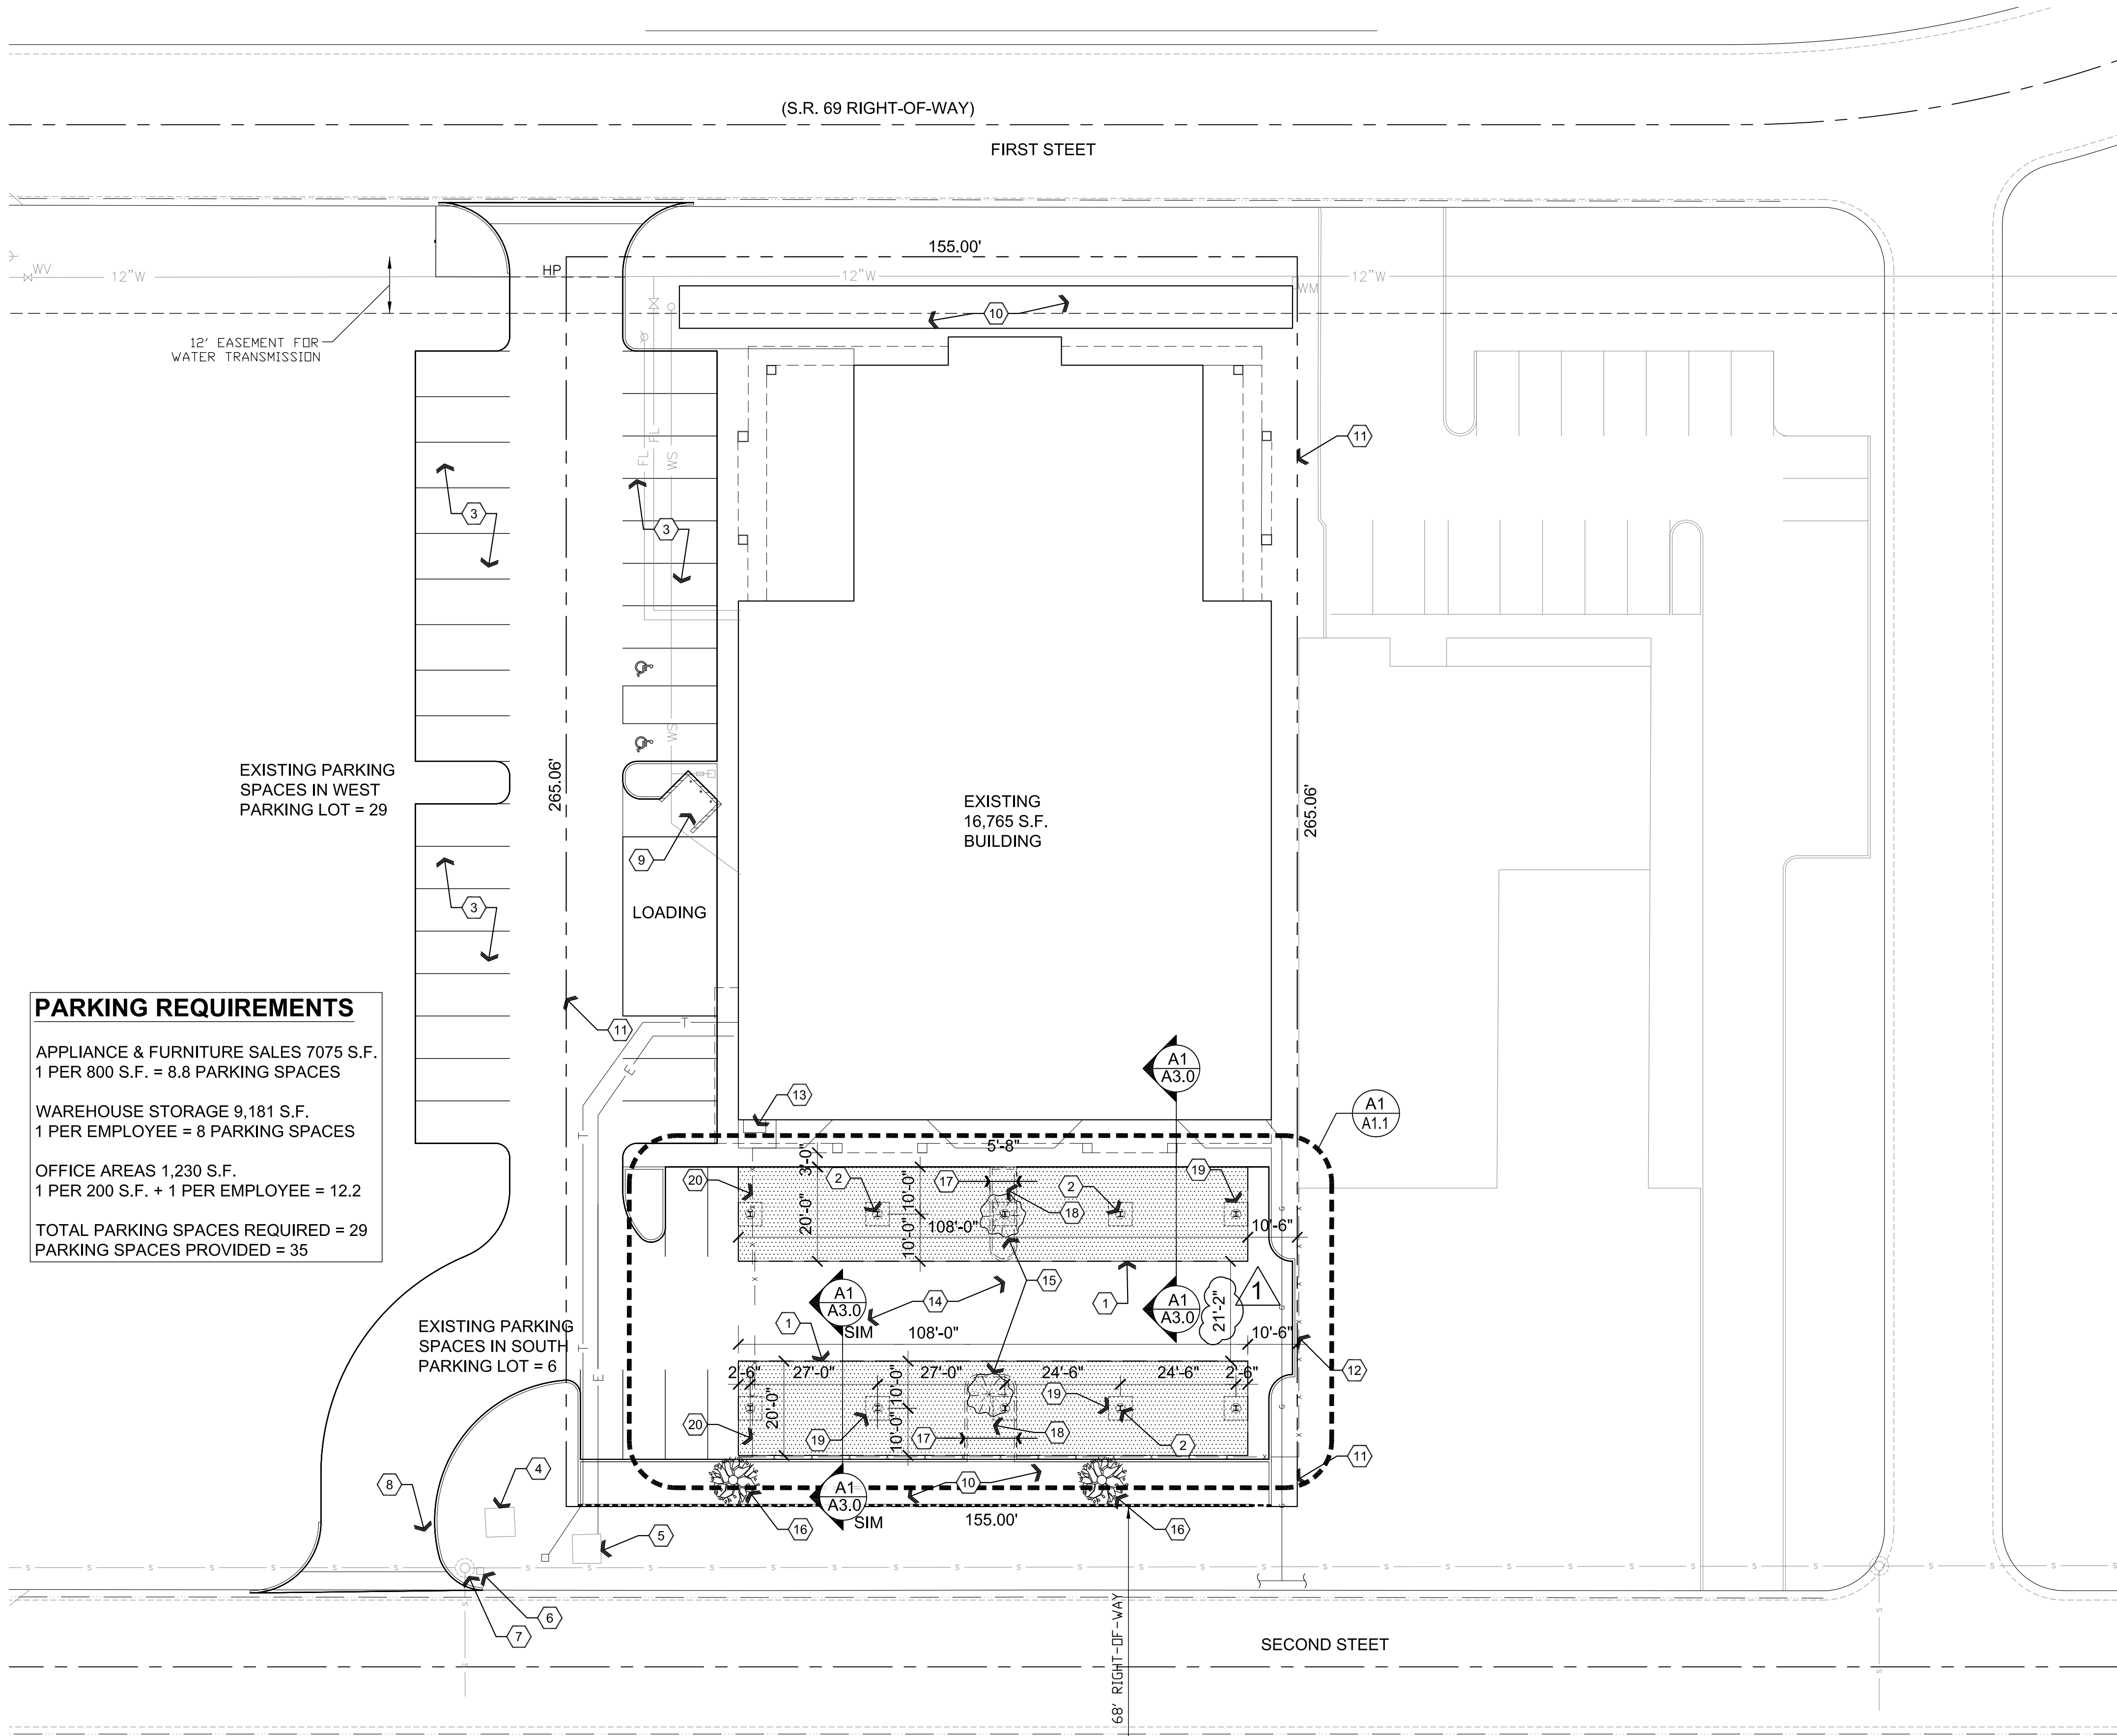 (S.R. 69 RIGHT-OF-WAY)
FIRST STEET
155.00'
HP
WV
12"W
12"W
12"W
WM
10
12' EASEMENT FOR
WATER TRANSMISSION
FL
FL
WS
11
3
3
WS
EXISTING PARKING
SPACES IN WEST
PARKING LOT = 29
265.06'
EXISTING
16,765 S.F.
BUILDING
265.06'
9
LOADING
3
PARKING REQUIREMENTS
APPLIANCE & FURNITURE SALES 7075 S.F.
1 PER 800 S.F. = 8.8 PARKING SPACES
WAREHOUSE STORAGE 9,181 S.F.
1 PER EMPLOYEE = 8 PARKING SPACES
OFFICE AREAS 1,230 S.F.
1 PER 200 S.F. + 1 PER EMPLOYEE = 12.2
TOTAL PARKING SPACES REQUIRED = 29
PARKING SPACES PROVIDED = 35
11
T
E
T
A1
A3.0
13
A1
A1.1
5'-8"
3'-0"
20
2
10'-0"
17
2
19
18
20'-0"
10'-0"
108'-0"
10'-6"
15
14
1
A1
A3.0
SIM
A1
A3.0
21'-2"
1
EXISTING PARKING
SPACES IN SOUTH
PARKING LOT = 6
T
E
1
108'-0"
10'-6"
12
2'-6"
27'-0"
27'-0"
24'-6"
24'-6"
2'-6"
20'-0"
10'-0"
10'-0"
19
20
19
17
18
2
11
8
4
10
A1
A3.0
SIM
16
155.00'
16
5
6
7
S S S S S S S S S S S S S S S
68' RIGHT-OF-WAY
SECOND STEET